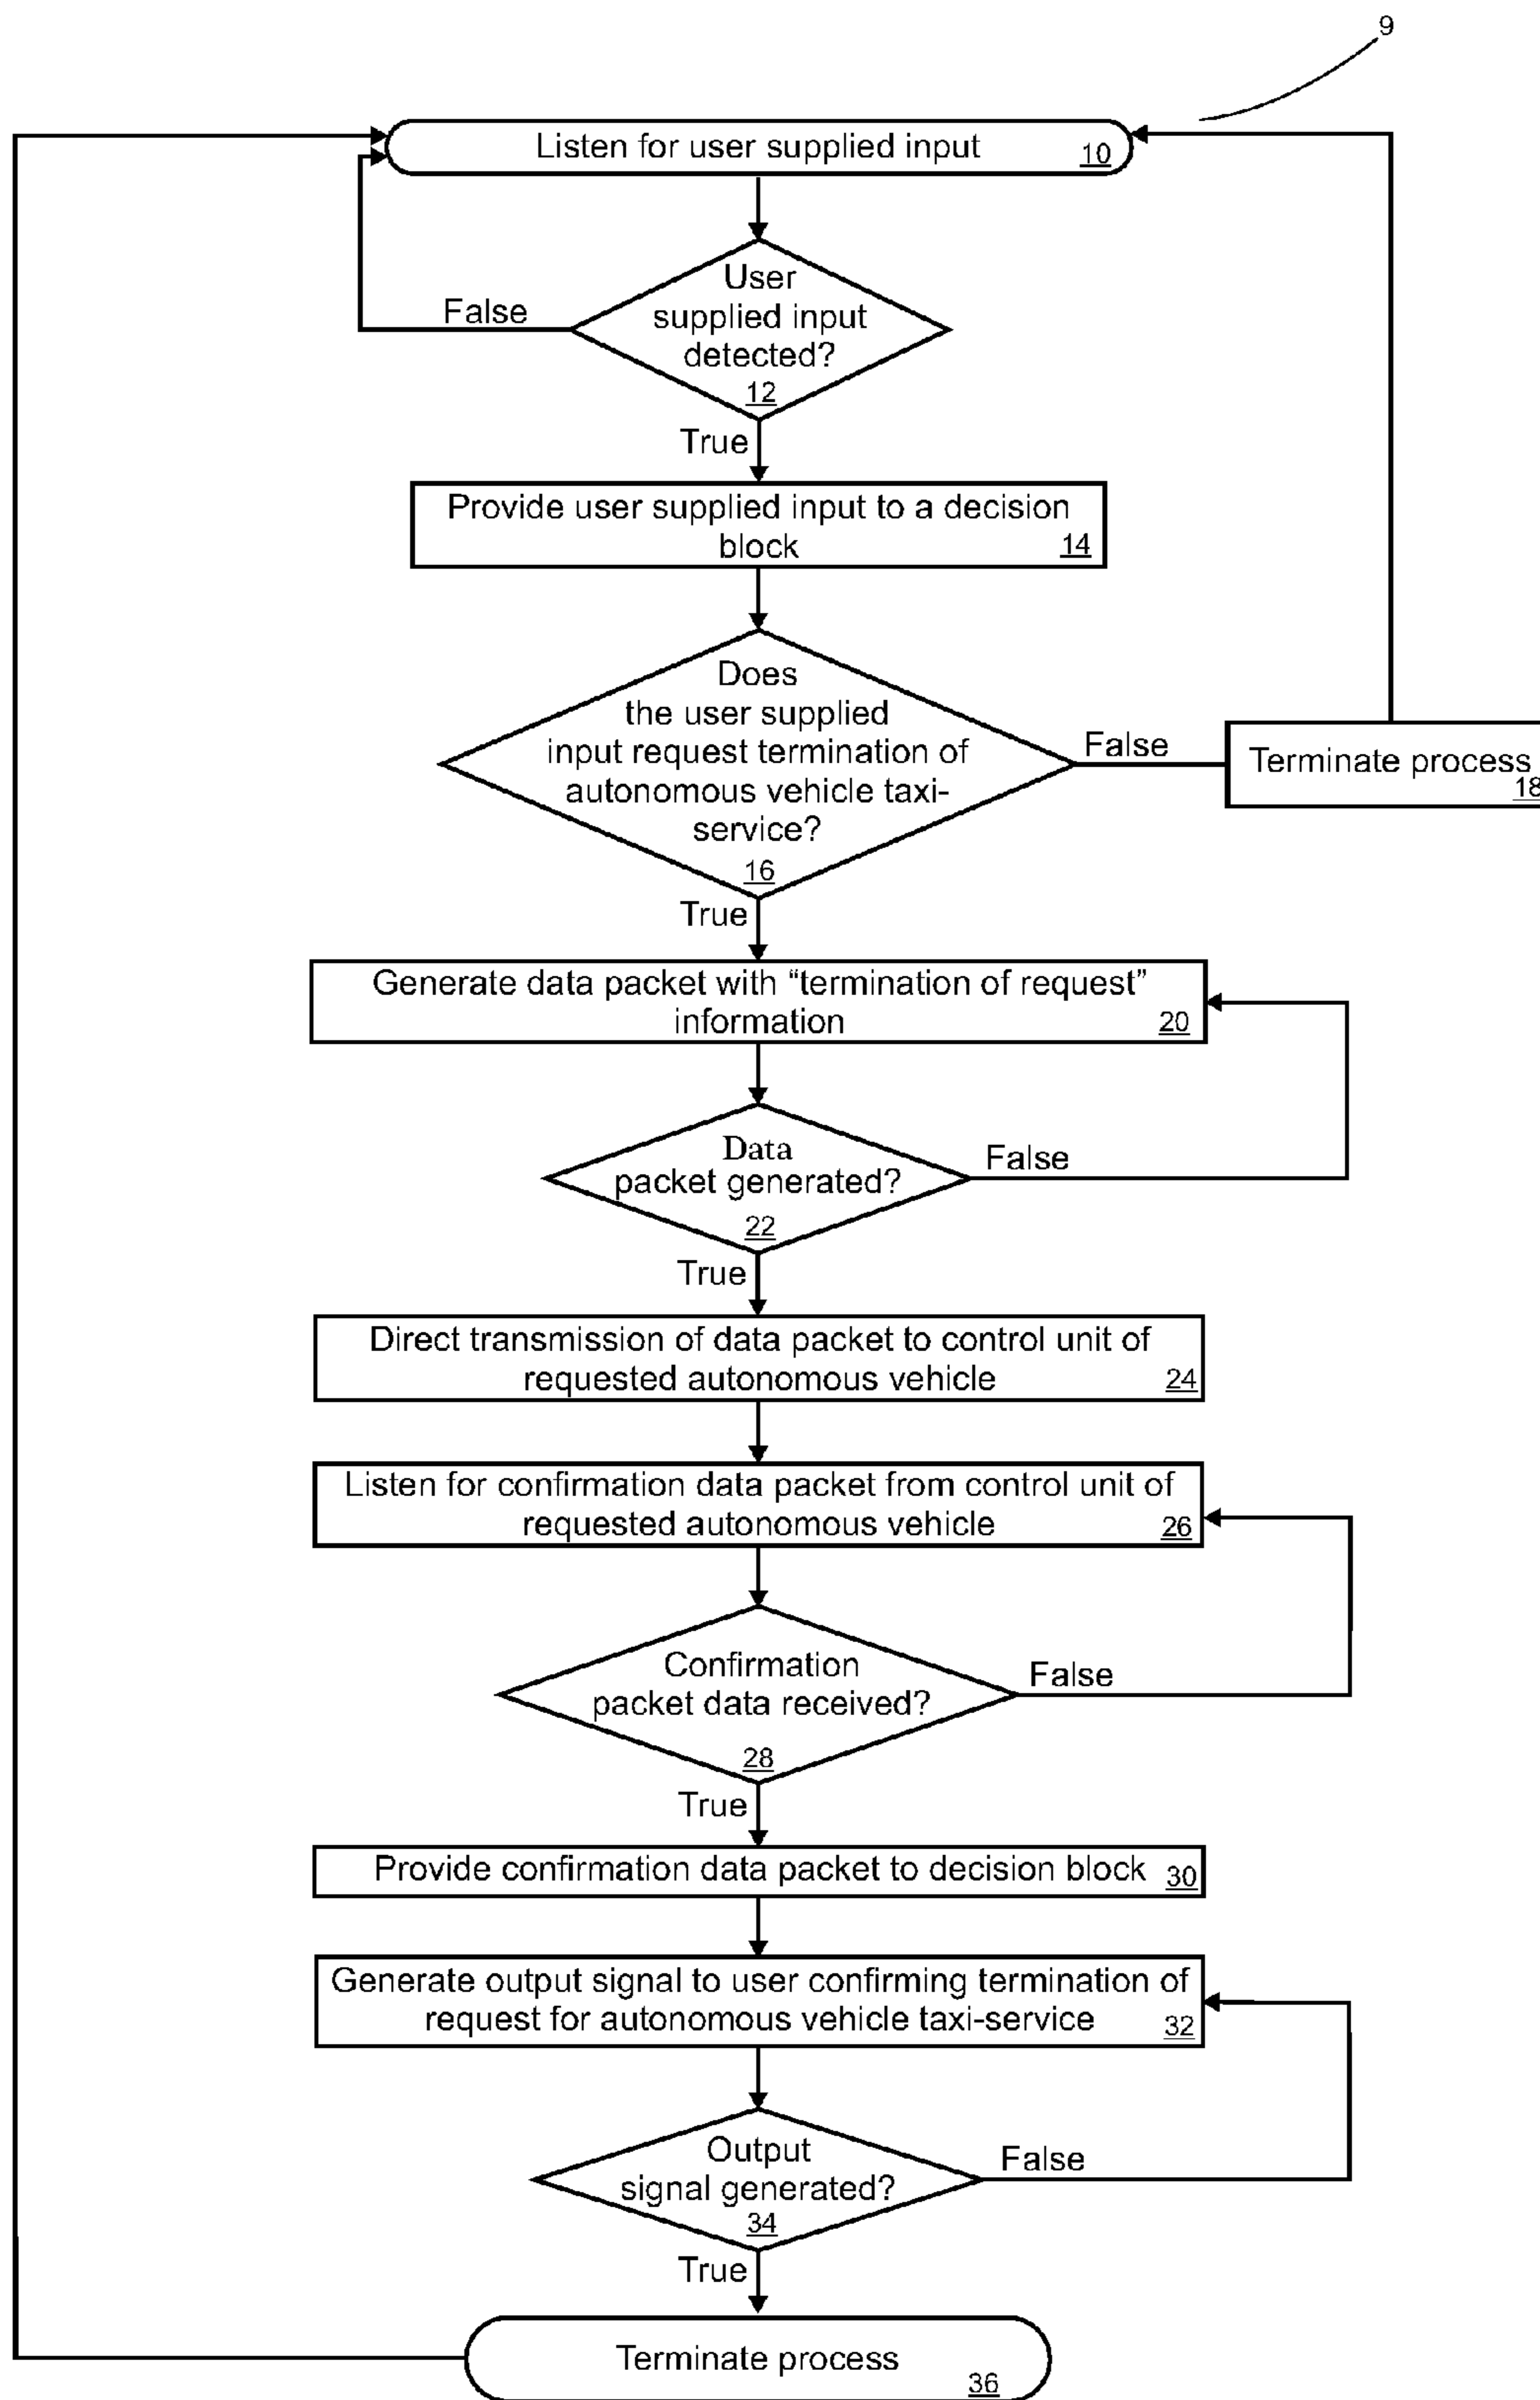 9
Listen for user supplied input
10
User
supplied input
detected?
12
False
True
Provide user supplied input to a decision
block
14
Does
the user supplied
input request termination of
autonomous vehicle taxi-
service?
16
False
Terminate process
18
True
Generate data packet with “termination of request”
information
20
Data
packet generated?
22
False
True
Direct transmission of data packet to control unit of
requested autonomous vehicle
24
Listen for confirmation data packet from control unit of
requested autonomous vehicle
26
Confirmation
packet data received?
28
False
True
Provide confirmation data packet to decision block
30
Generate output signal to user confirming termination of
request for autonomous vehicle taxi-service
32
Output
signal generated?
34
False
True
Terminate process
36